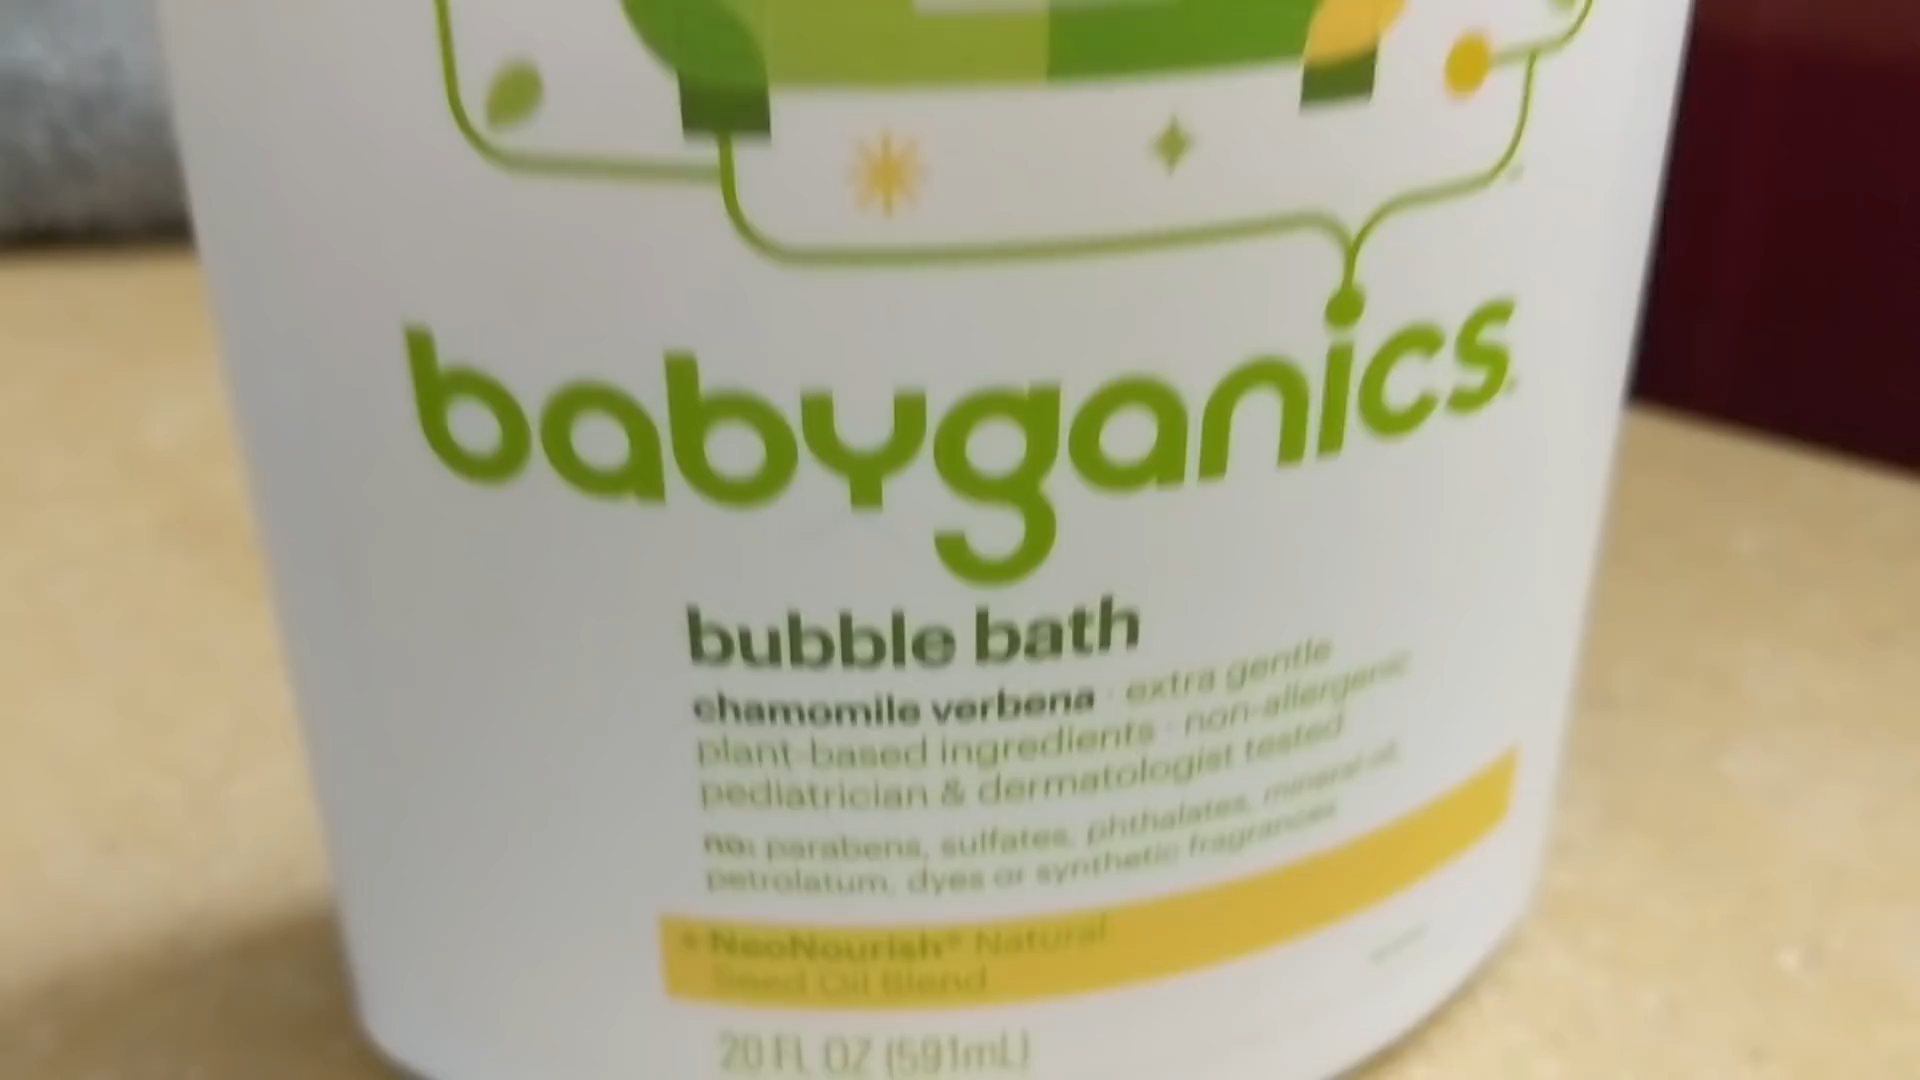 babyganics
bubble bath
chamomile verbena · extra gentle
plant-based ingredients · non-allergenic
pediatrician & dermatologist tested
no: parabens, sulfates, phthalates, mineral oil,
petrolatum, dyes or synthetic fragrances
+ NeoNourish® Natural
Seed Oil Blend
20 FL OZ (591mL)